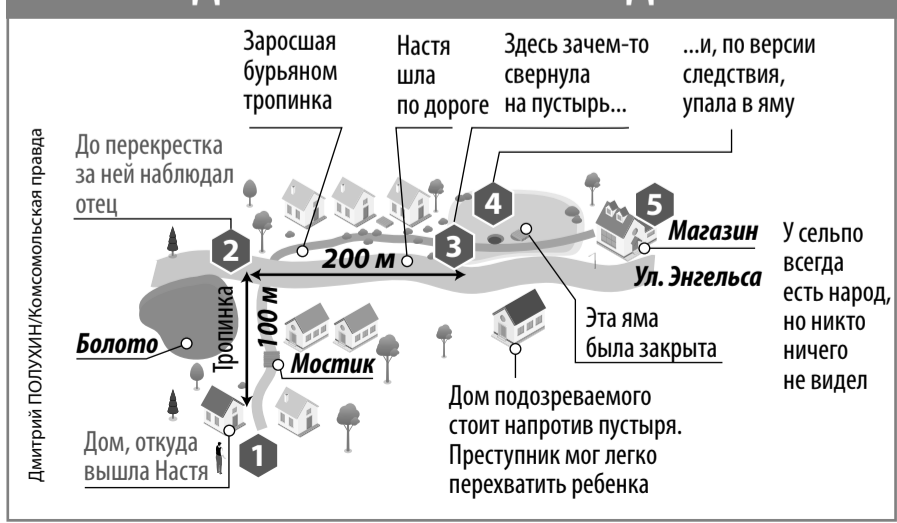 Заросшая
бурьяном
тропинка
Настя
шла
по дороге
Здесь зачем-то
свернула
на пустырь...
...и, по версии
следствия,
упала в яму
До перекрестка
за ней наблюдал
отец
2
200 м
3
4
5
Магазин
Ул. Энгельса
У сельпо
всегда
есть народ,
но никто
ничего
не видел
Болото
Тропинка
100 м
Мостик
Эта яма
была закрыта
Дом подозреваемого
стоит напротив пустыря.
Преступник мог легко
перехватить ребенка
Дом, откуда
вышла Настя
1
Дмитрий ПОЛУХИН/Комсомольская правда